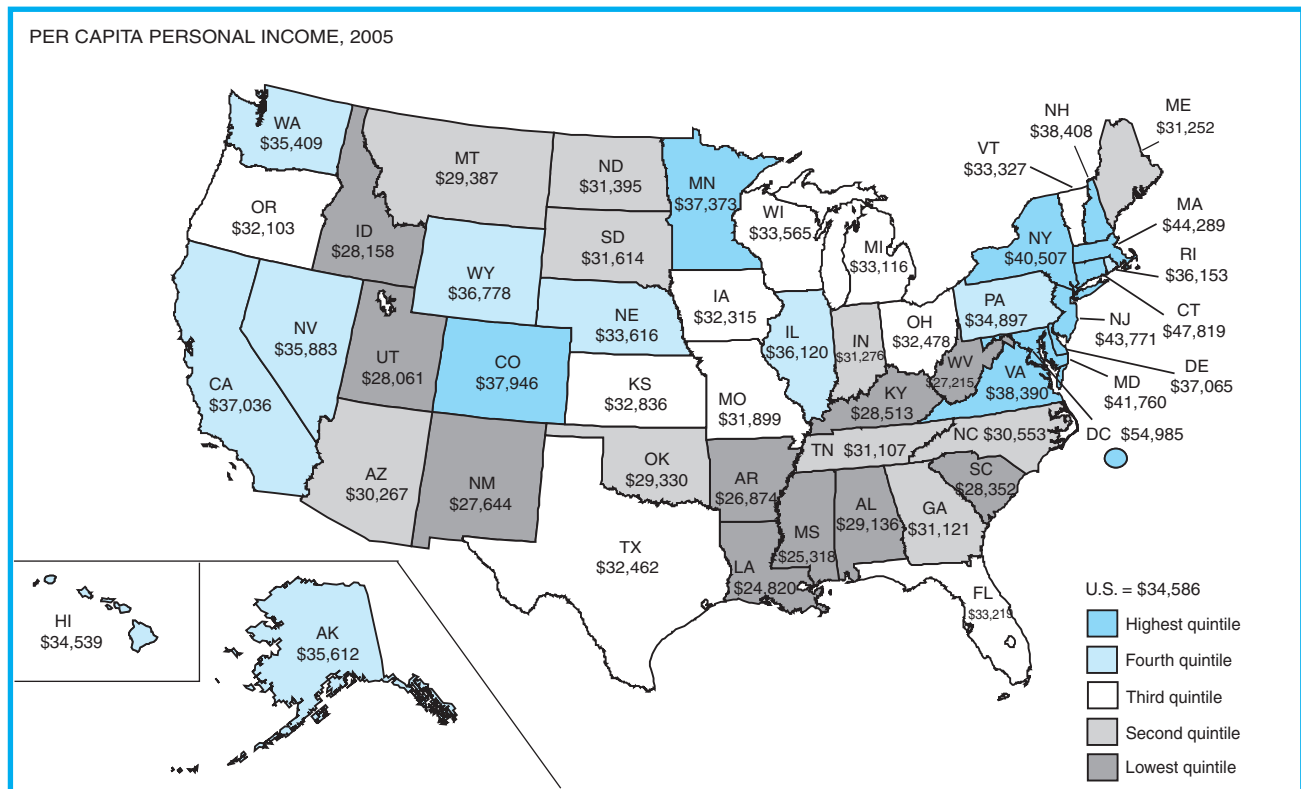 PER CAPITA PERSONAL INCOME, 2005
WA
$35,409
OR
$32,103
ID
$28,158
MT
$29,387
ND
$31,395
SD
$31,614
MN
$37,373
WI
$33,565
MI
$33,116
NY
$40,507
VT
$33,327
NH
$38,408
ME
$31,252
MA
$44,289
RI
$36,153
CT
$47,819
NJ
$43,771
DE
$37,065
MD
$41,760
DC $54,985
PA
$34,897
WY
$36,778
NE
$33,616
IA
$32,315
IL
$36,120
IN
$31,276
OH
$32,478
WV
$27,215
VA
$38,390
CA
$37,036
NV
$35,883
UT
$28,061
CO
$37,946
KS
$32,836
MO
$31,899
KY
$28,513
TN $31,107
NC $30,553
SC
$28,352
AZ
$30,267
NM
$27,644
OK
$29,330
AR
$26,874
TX
$32,462
LA
$24,820
MS
$25,318
AL
$29,136
GA
$31,121
FL
$33,219
HI
$34,539
AK
$35,612
U.S. = $34,586
Highest quintile
Fourth quintile
Third quintile
Second quintile
Lowest quintile